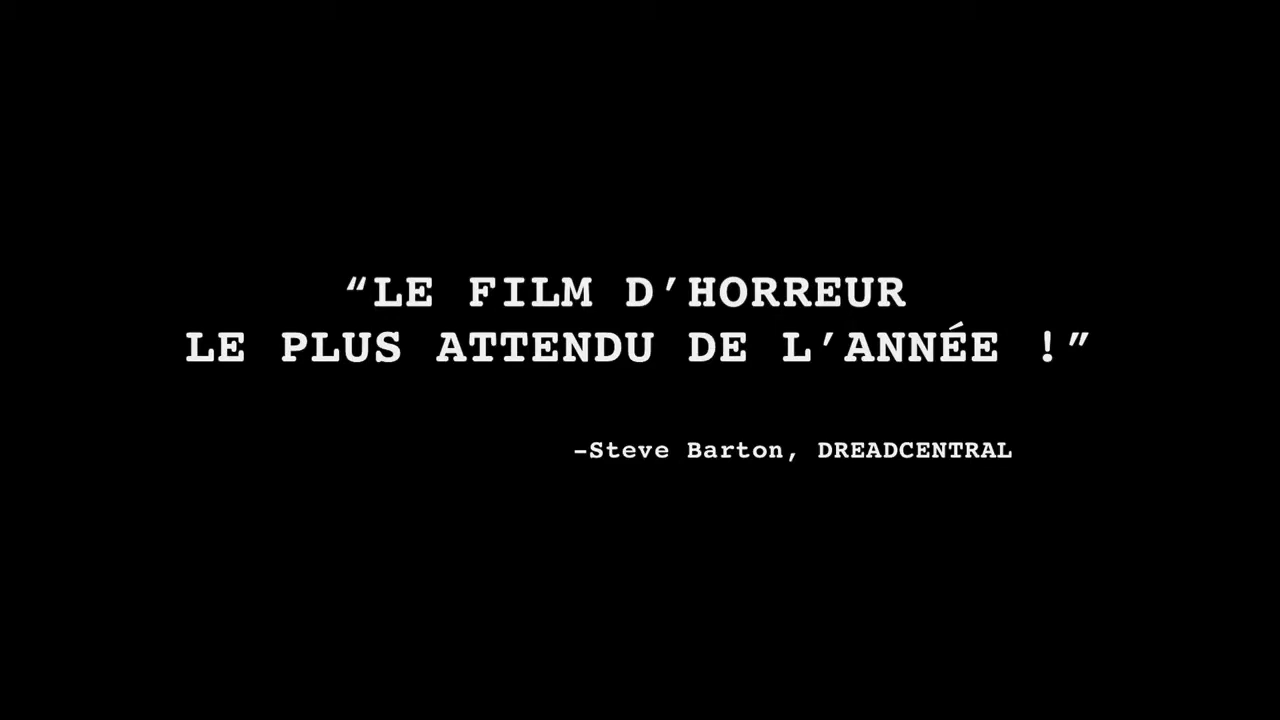 “LE FILM D’HORREUR
LE PLUS ATTENDU DE L’ANNÉE !”
–Steve Barton, DREADCENTRAL